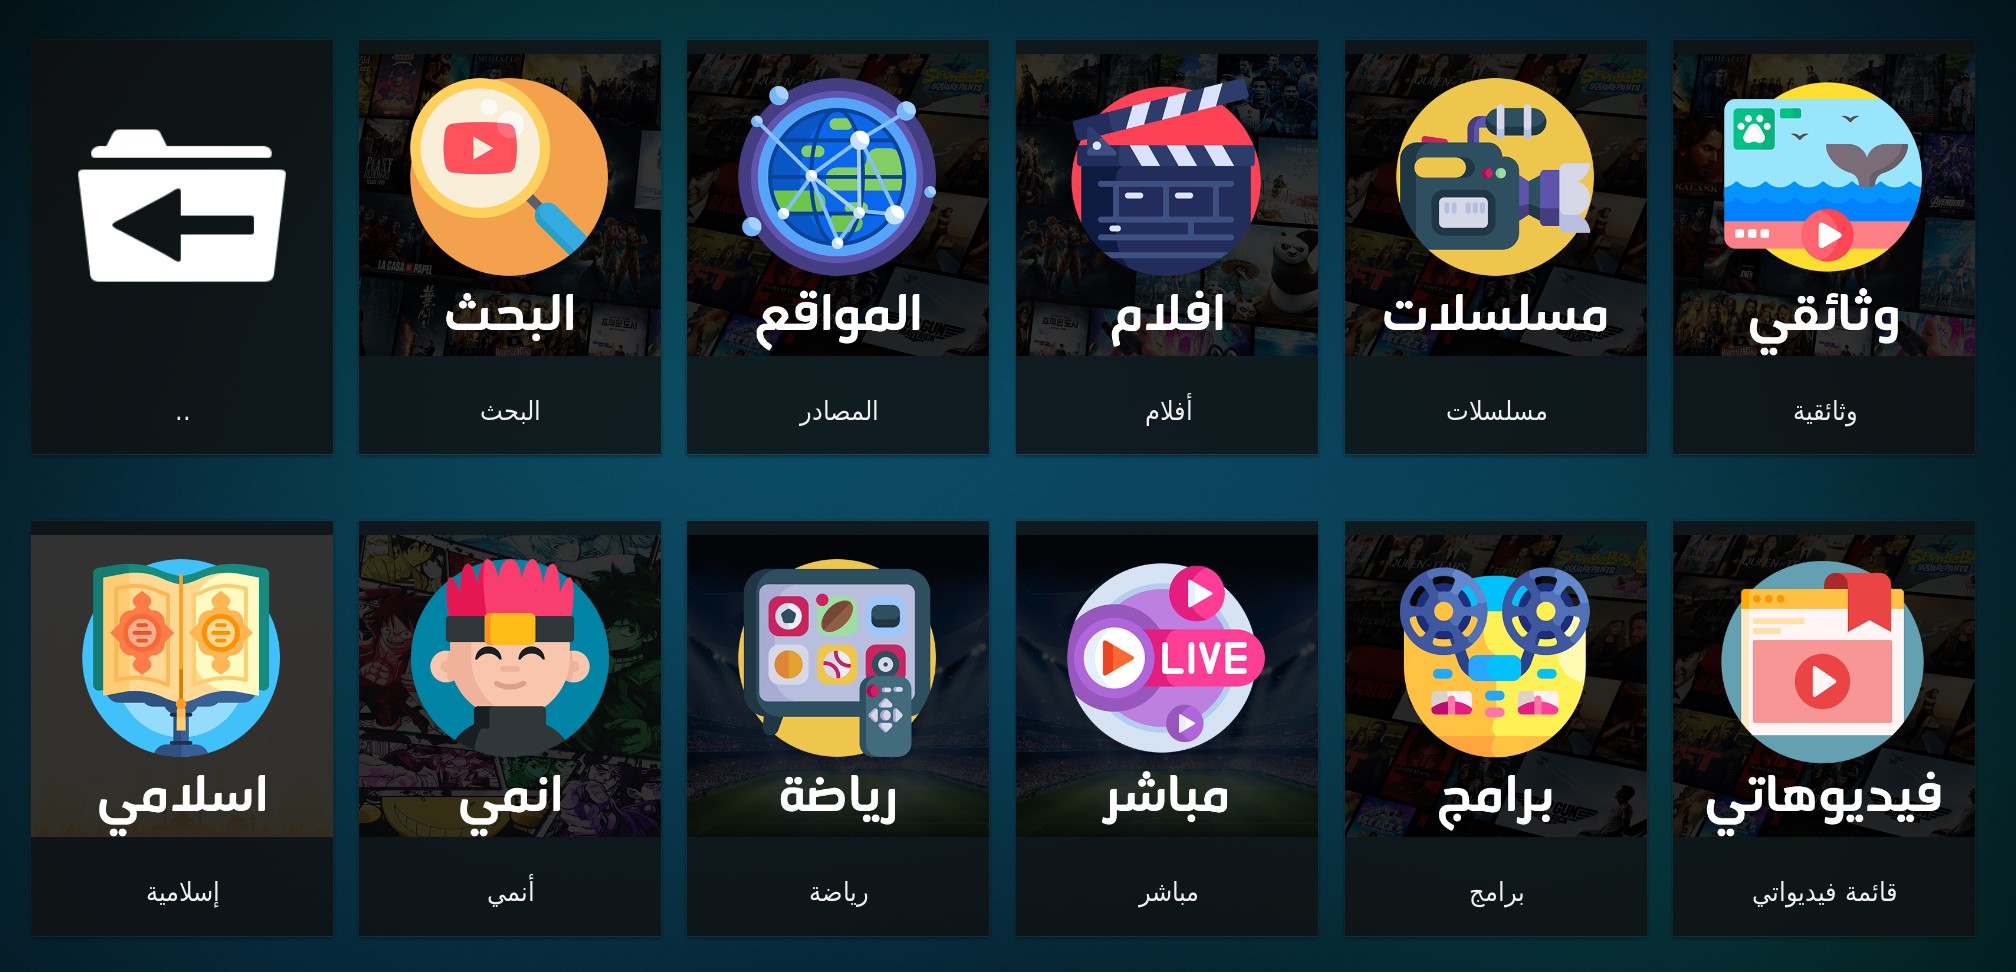 البحث
المواقع
افلام
مسلسلات
وثائقي
..
البحث
المصادر
أفلام
مسلسلات
وثائقية
LIVE
اسلامي
انمي
رياضة
مباشر
برامج
فيديوهاتي
إسلامية
أنمي
رياضة
مباشر
برامج
قائمة فيديواتي